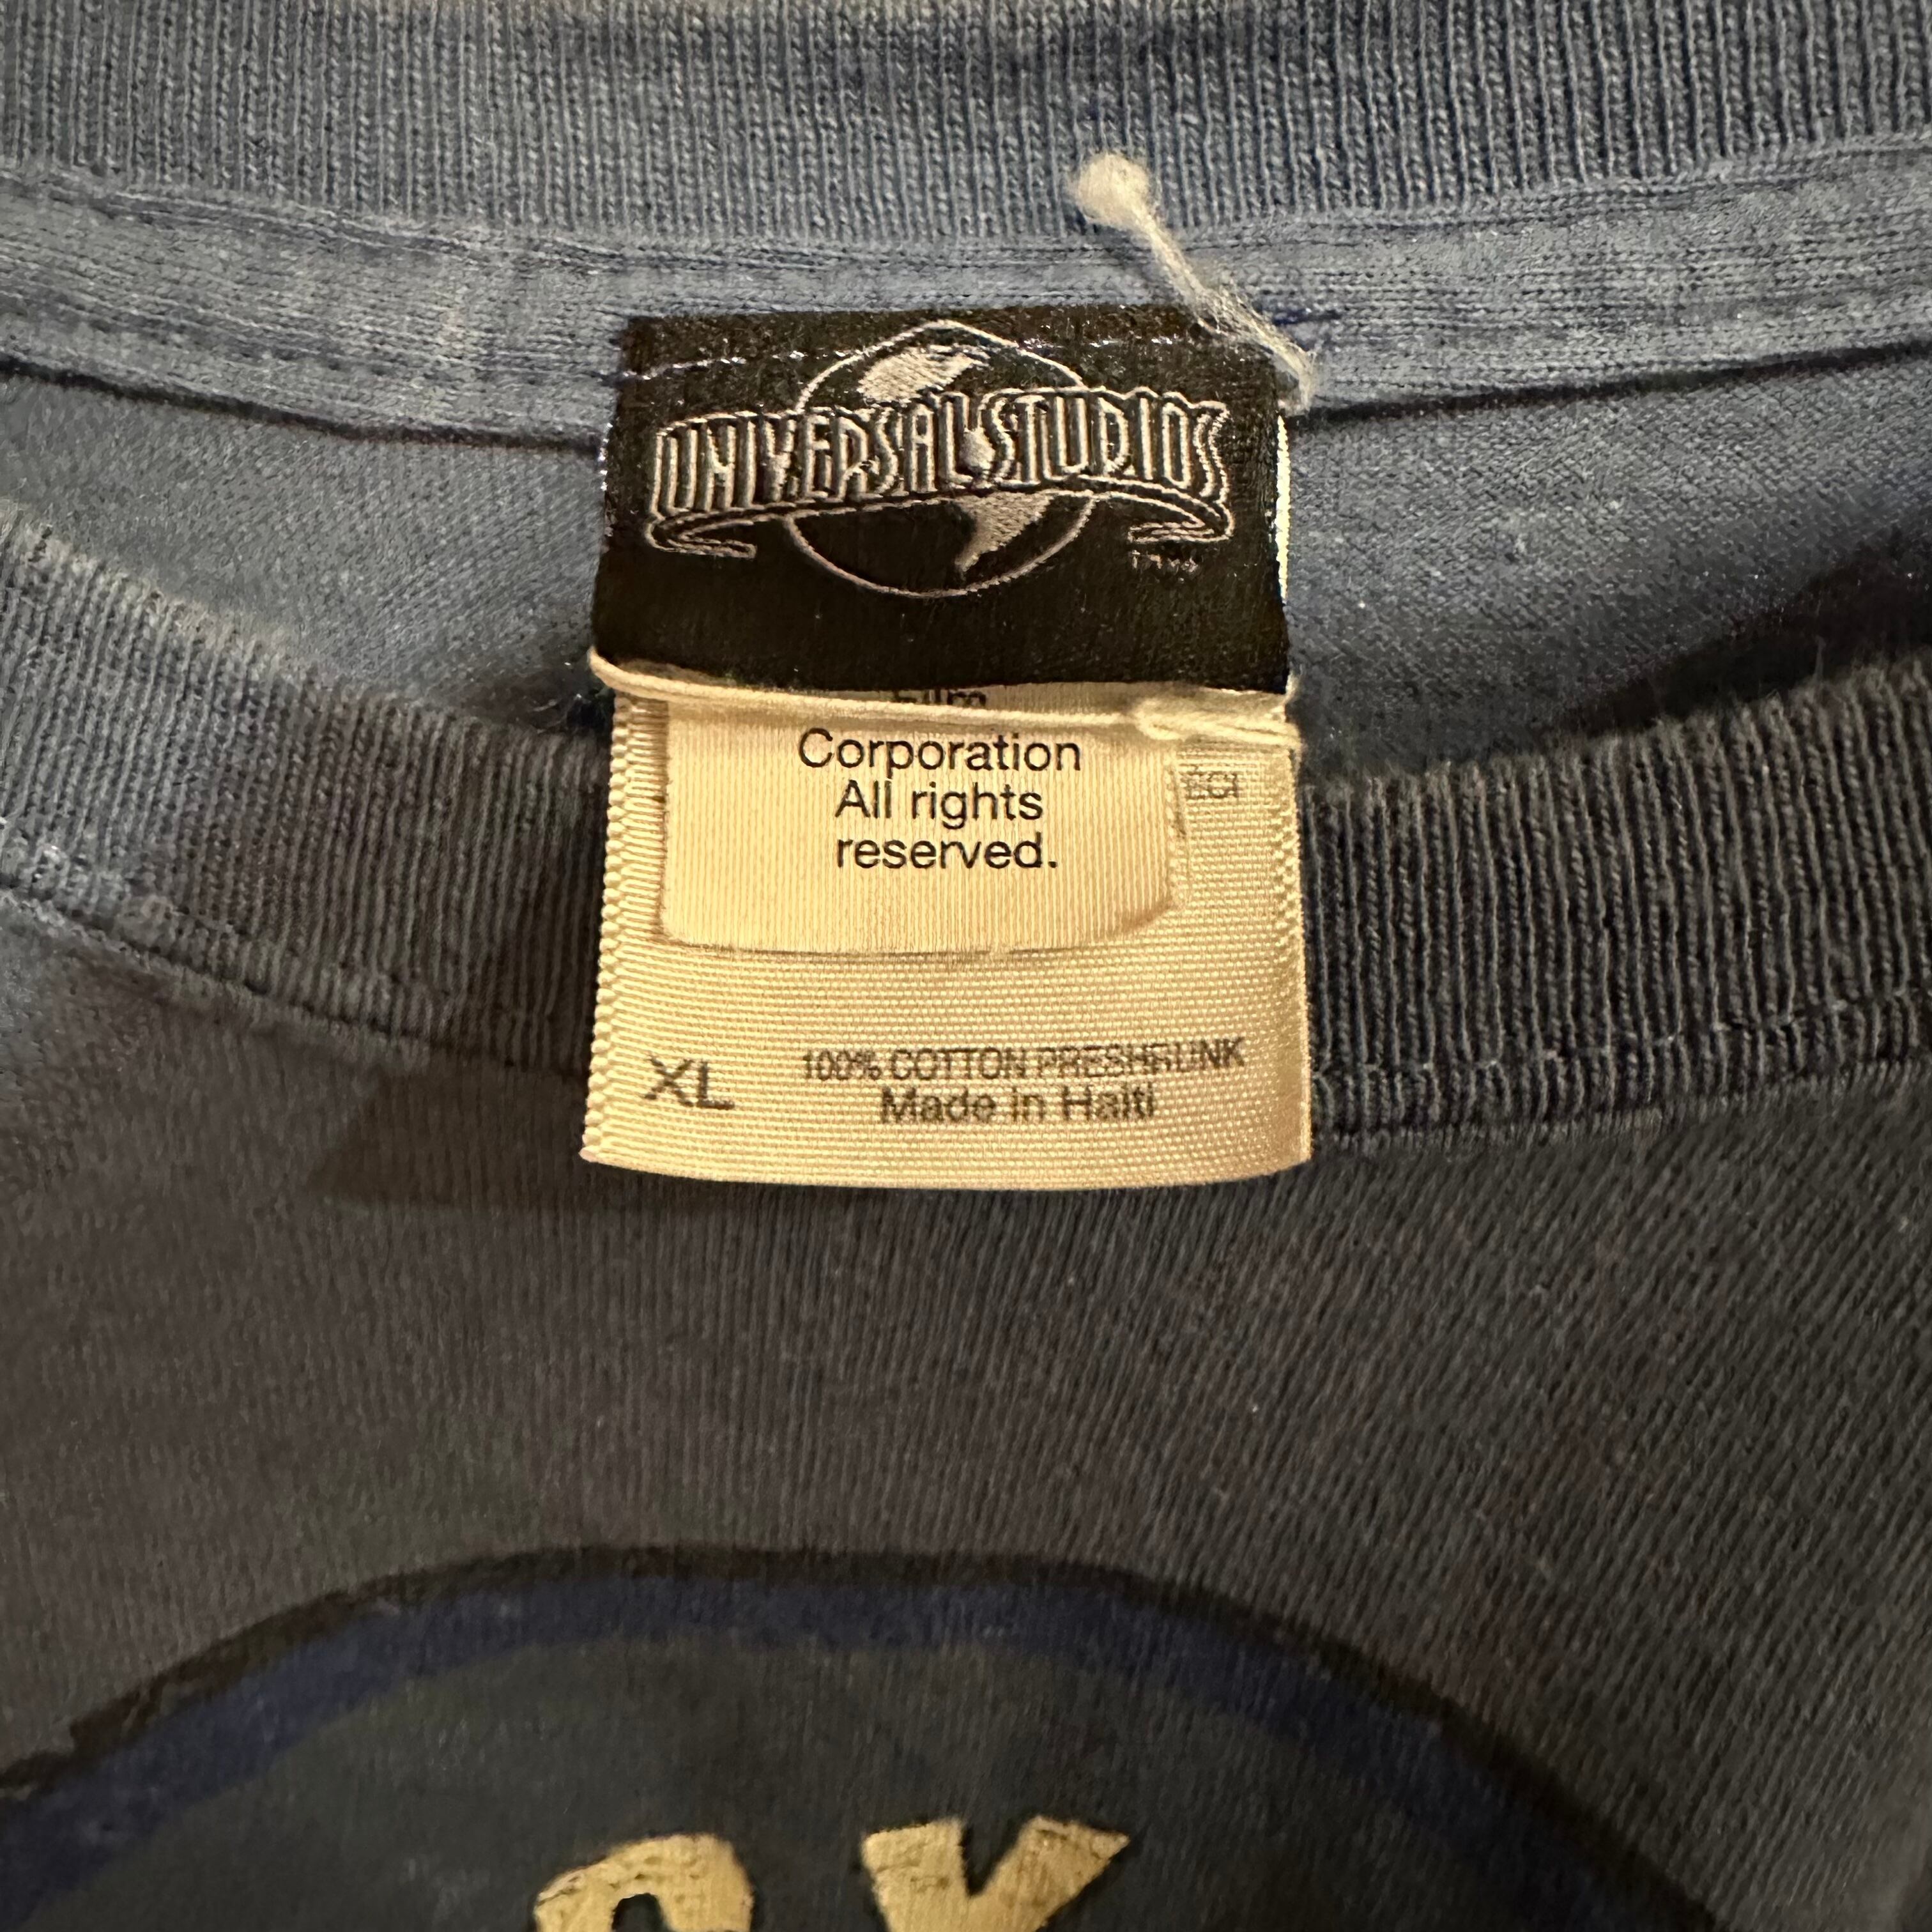 UNIVERSAL STUDIOS
Corporation
All rights
reserved.
XL
100% COTTON PRESHRUNK
Made in Haiti